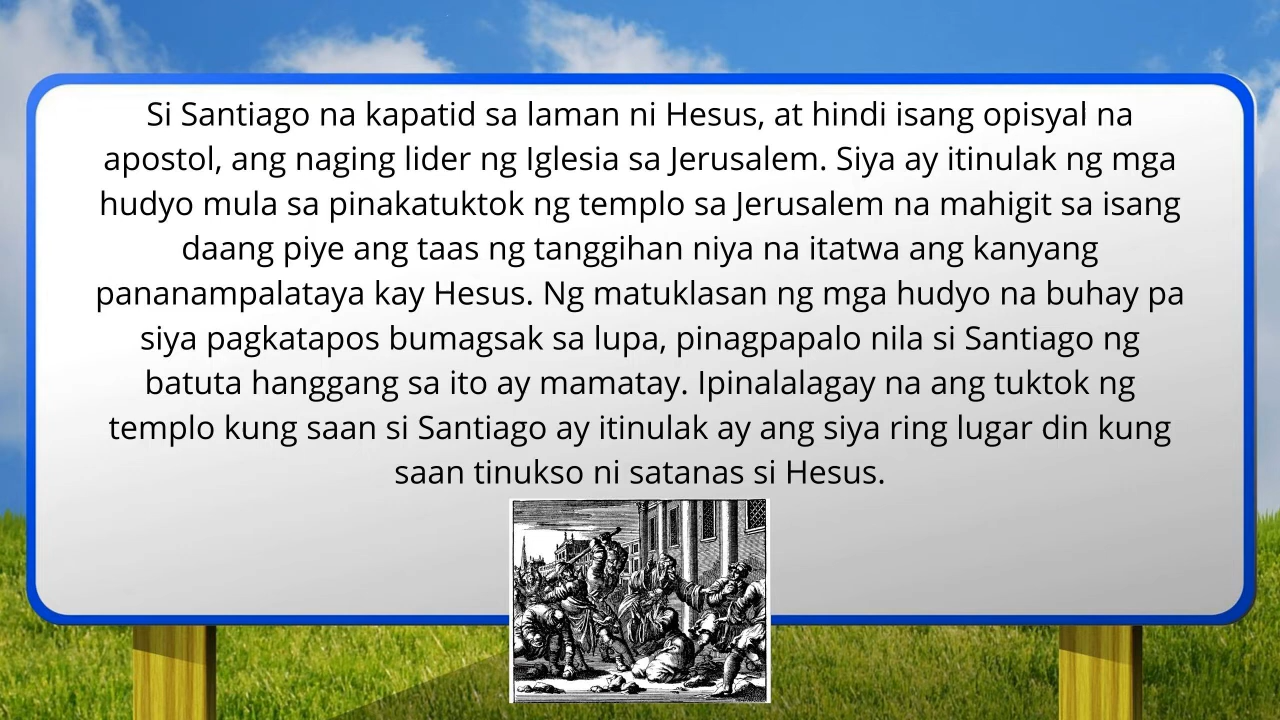 Si Santiago na kapatid sa laman ni Hesus, at hindi isang opisyal na
apostol, ang naging lider ng Iglesia sa Jerusalem. Siya ay itinulak ng mga
hudyo mula sa pinakatuktok ng templo sa Jerusalem na mahigit sa isang
daang piye ang taas ng tanggihan niya na itatwa ang kanyang
pananampalataya kay Hesus. Ng matuklasan ng mga hudyo na buhay pa
siya pagkatapos bumagsak sa lupa, pinagpapalo nila si Santiago ng
batuta hanggang sa ito ay mamatay. Ipinalalagay na ang tuktok ng
templo kung saan si Santiago ay itinulak ay ang siya ring lugar din kung
saan tinukso ni satanas si Hesus.